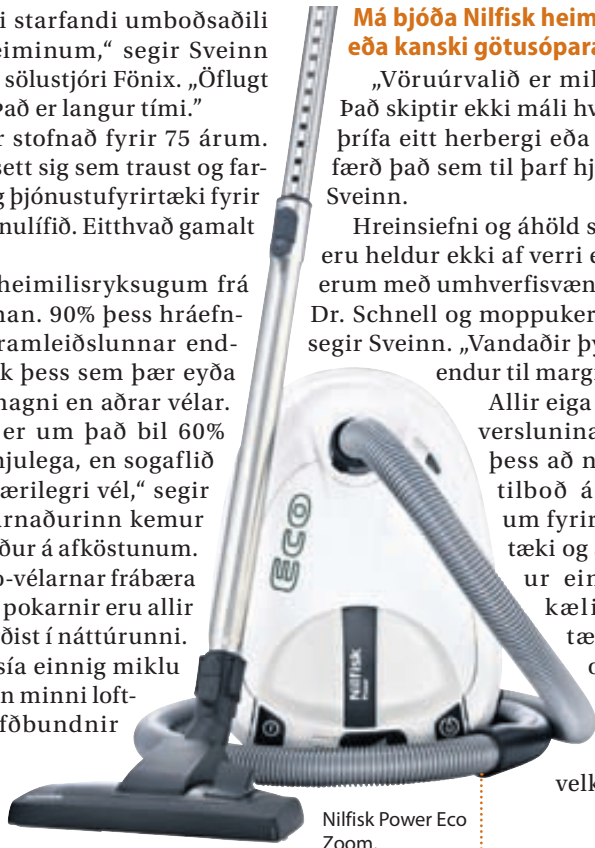 i starfandi umboðsaðili
eiminum,“ segir Sveinn
sölustjóri Fönix. „Öflugt
Það er langur tími.”
r stofnað fyrir 75 árum.
sett sig sem traust og far-
g þjónustufyrirtæki fyrir
nulífið. Eitthvað gamalt
heimilisryksugum frá
nan. 90% þess hráefn-
ramleiðslunnar end-
k þess sem þær eyða
magni en aðrar vélar.
er um það bil 60%
njulega, en sogaflið
ærilegri vél,“ segir
rnaðurinn kemur
ður á afköstunum.
o-vélarnar frábæra
pokarnir eru allir
ðist í náttúrunni.
sía einnig miklu
n minni loft-
fðbundnir
Má bjóða Nilfisk heim
eða kanski götusópara
„Vöruúrvalið er mik
Það skiptir ekki máli hv
þrífa eitt herbergi eða
færð það sem til þarf hj
Sveinn.
Hreinsiefni og áhöld s
eru heldur ekki af verri e
erum með umhverfisvæn
Dr. Schnell og moppuker
segir Sveinn. „Vandaðir þý
endur til margr
Allir eiga
verslunina
þess að n
tilboð á
um fyrir
tæki og
ur ein
kæli
tæ
o
velk
ECO
Nilfisk
Power
Nilfisk Power Eco
Zoom.